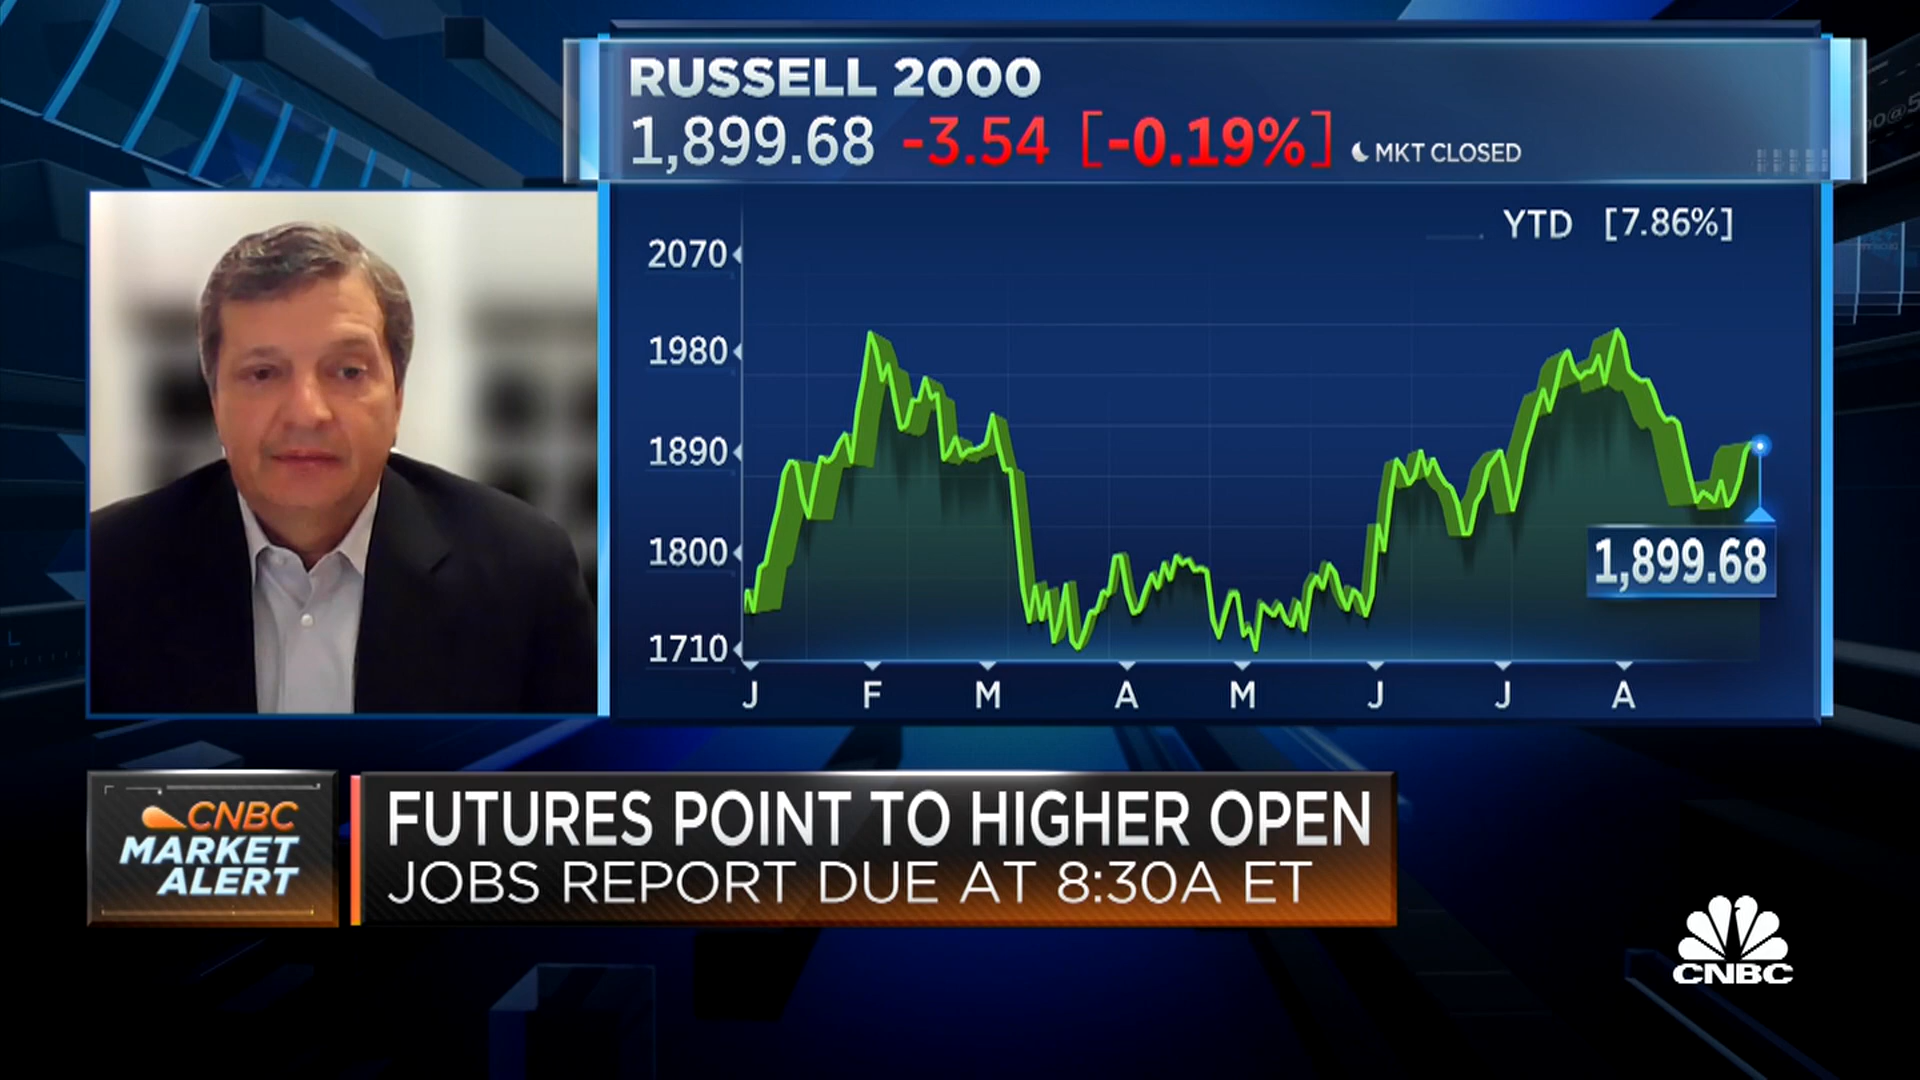 RUSSELL 2000
1,899.68 -3.54 [-0.19%] MKT CLOSED
YTD [7.86%]
2070
1980
1890
1800
1710
1,899.68
J F M A M J J A
CNBC
MARKET
ALERT
FUTURES POINT TO HIGHER OPEN
JOBS REPORT DUE AT 8:30A ET
CNBC